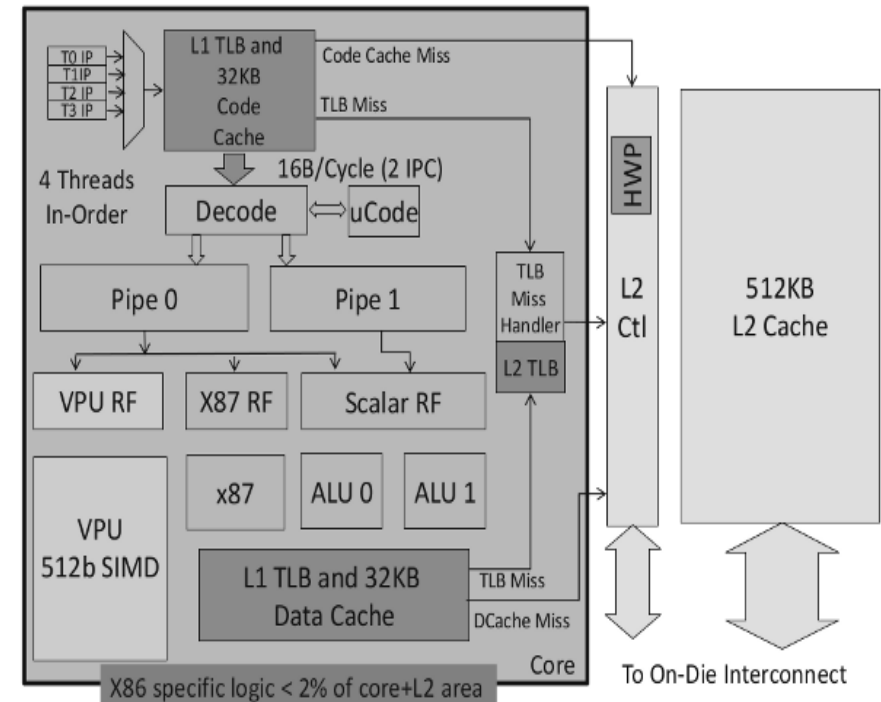 T0 IP
T1IP
T2 IP
T3 IP
L1 TLB and
32KB
Code
Cache
Code Cache Miss
TLB Miss
4 Threads
In-Order
16B/Cycle (2 IPC)
Decode
uCode
Pipe 0
Pipe 1
TLB
Miss
Handler
L2 TLB
HWP
L2
Ctl
512KB
L2 Cache
VPU RF
X87 RF
Scalar RF
VPU
512b SIMD
x87
ALU 0
ALU 1
L1 TLB and 32KB
Data Cache
TLB Miss
DCache Miss
Core
To On-Die Interconnect
X86 specific logic < 2% of core+L2 area